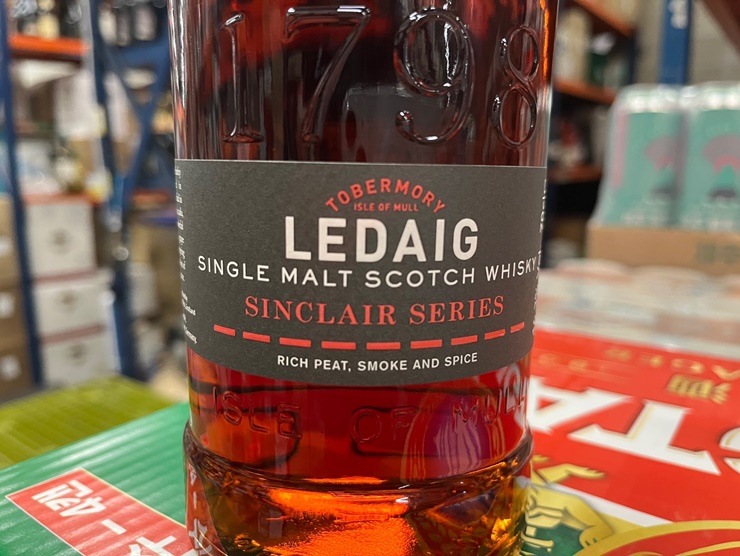 1798
TOBERMORY
ISLE OF MULL
LEDAIG
SINGLE MALT SCOTCH WHISKY
SINCLAIR SERIES
RICH PEAT, SMOKE AND SPICE
ISLE OF MULL